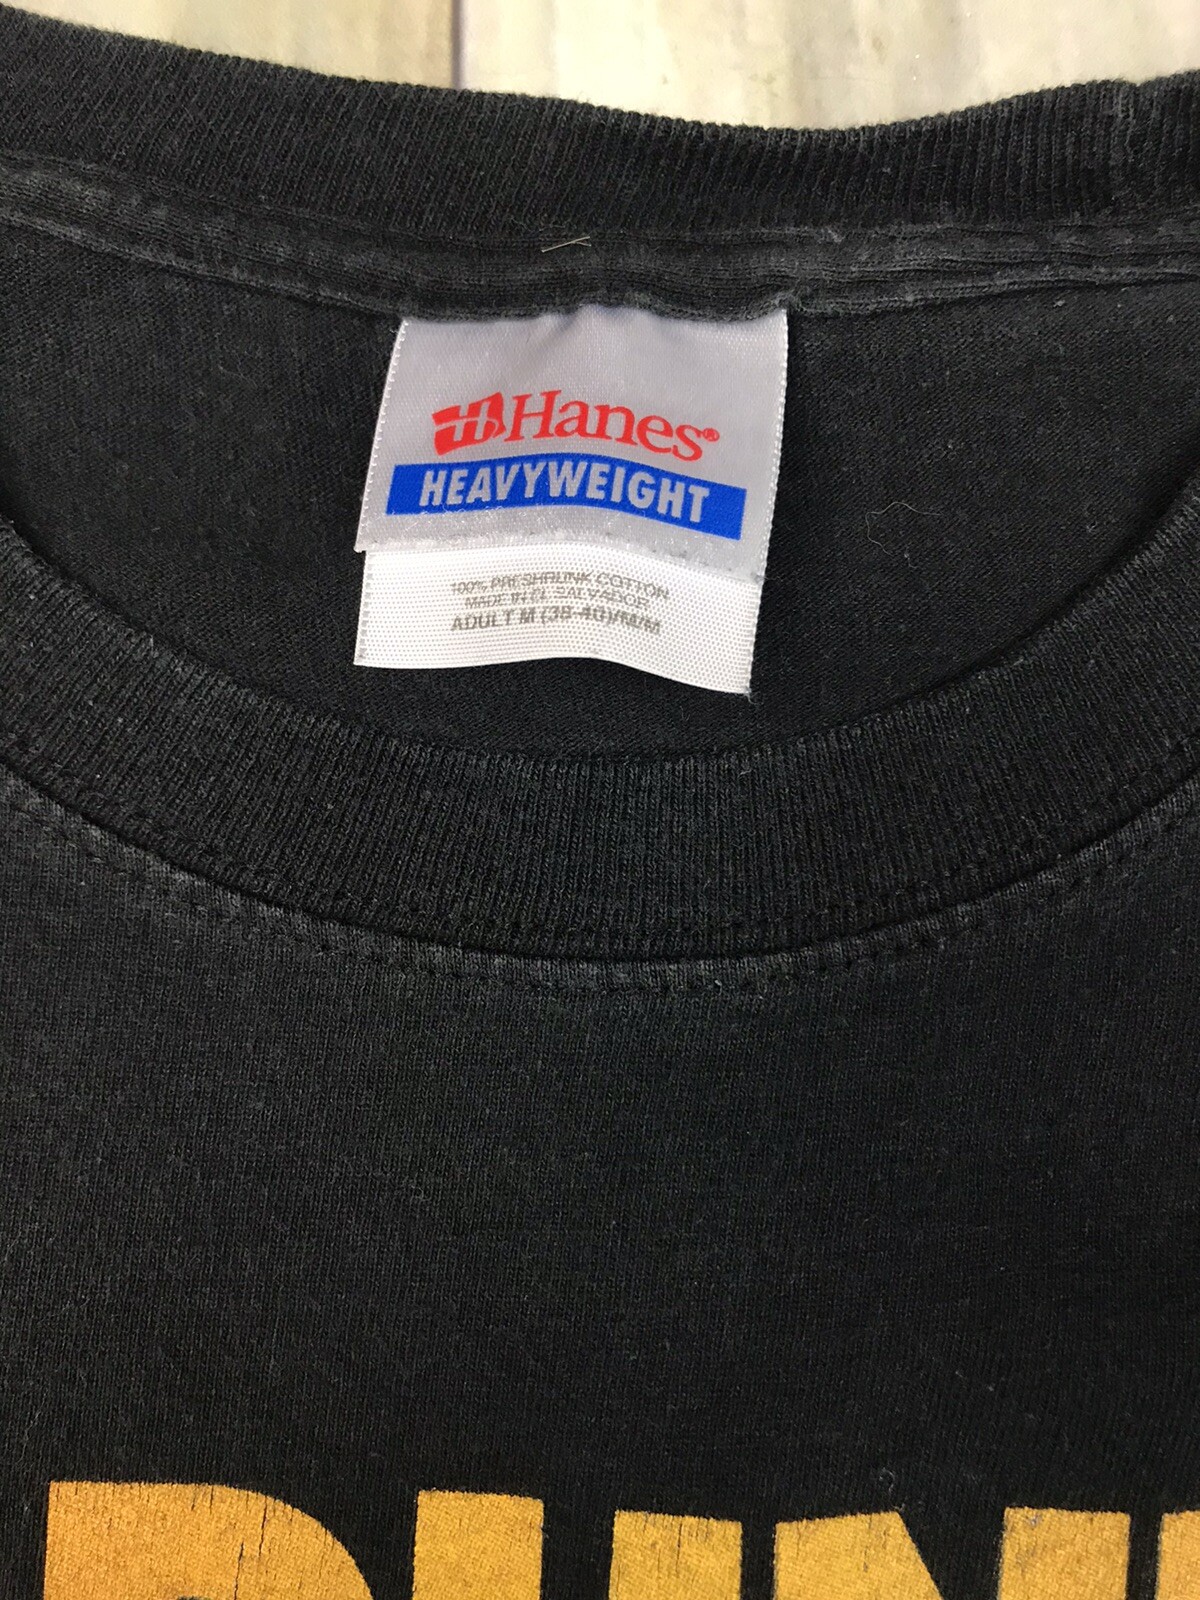 Hanes®
HEAVYWEIGHT
100% PRESHRUNK COTTON
MADE IN EL SALVADOR
ADULT M (38-40)/M/M